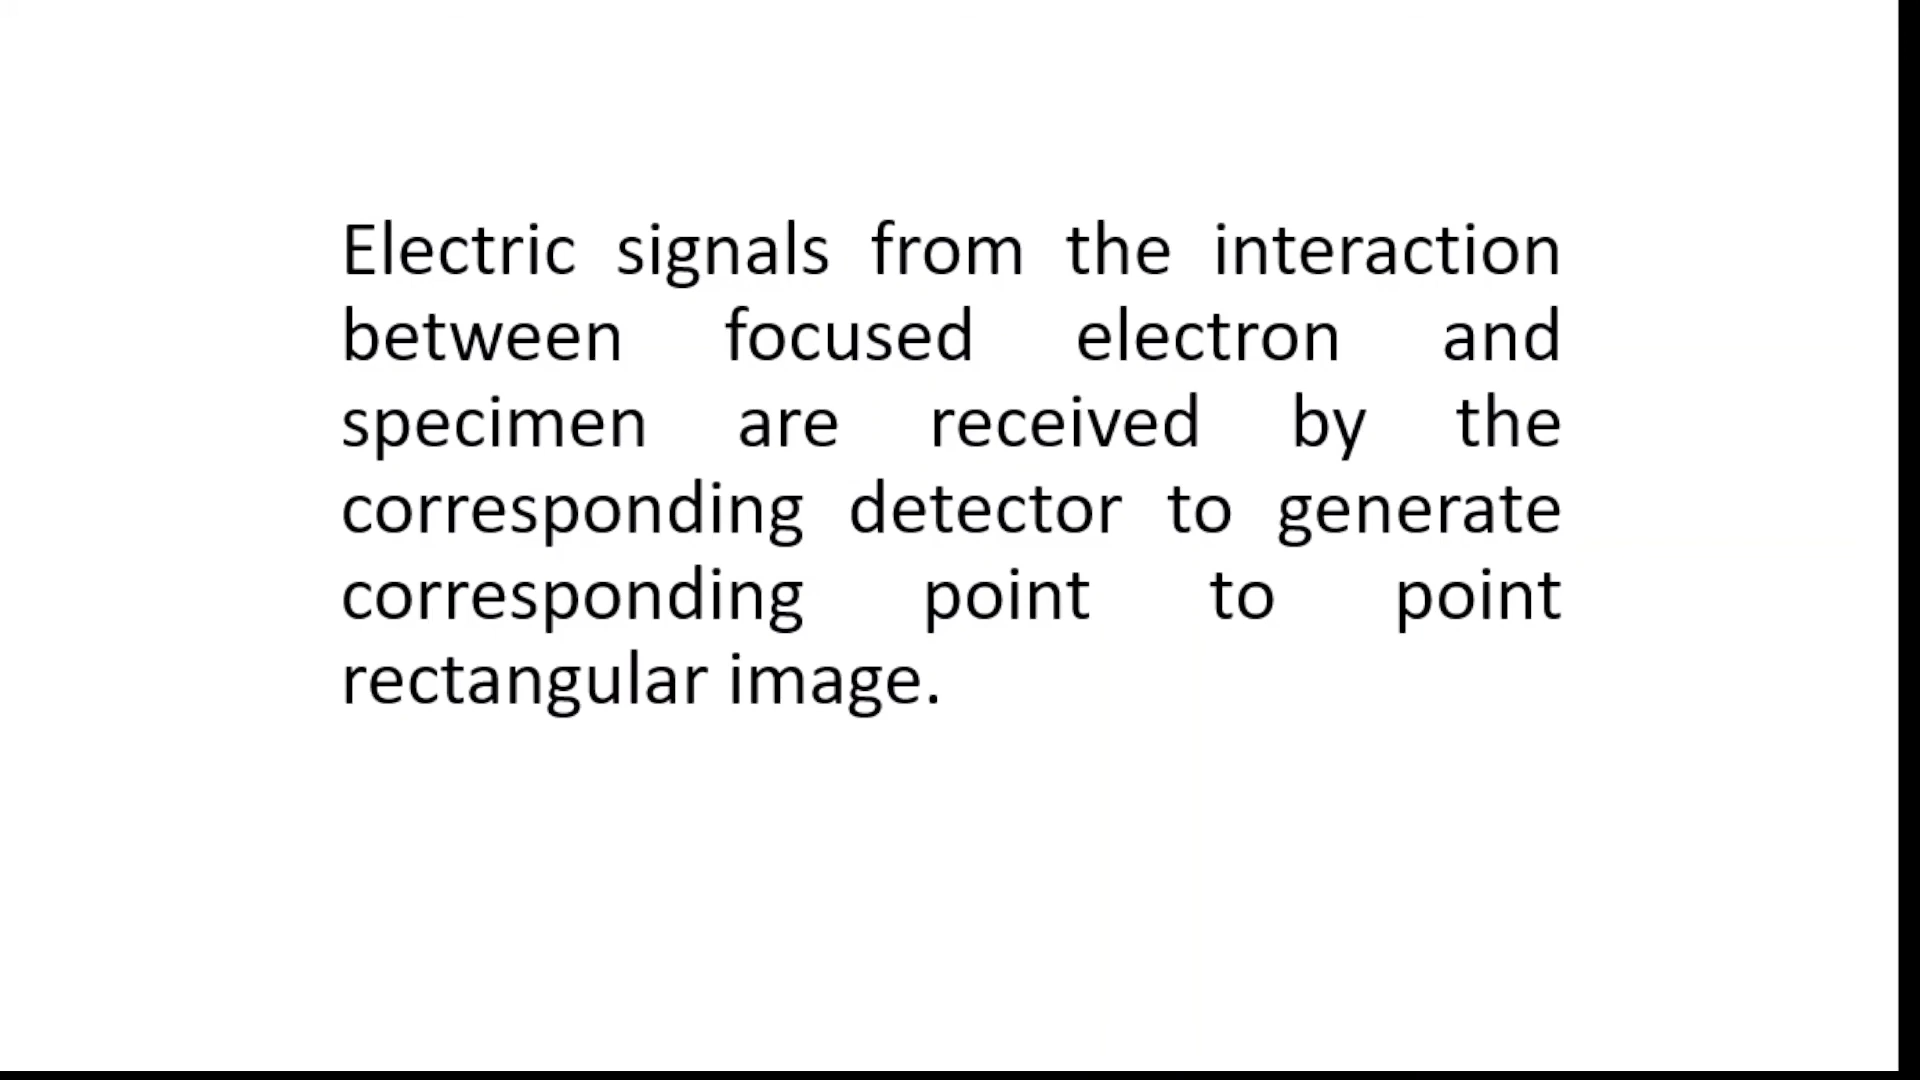 Electric signals from the interaction
between focused electron and
specimen are received by the
corresponding detector to generate
corresponding point to point
rectangular image.